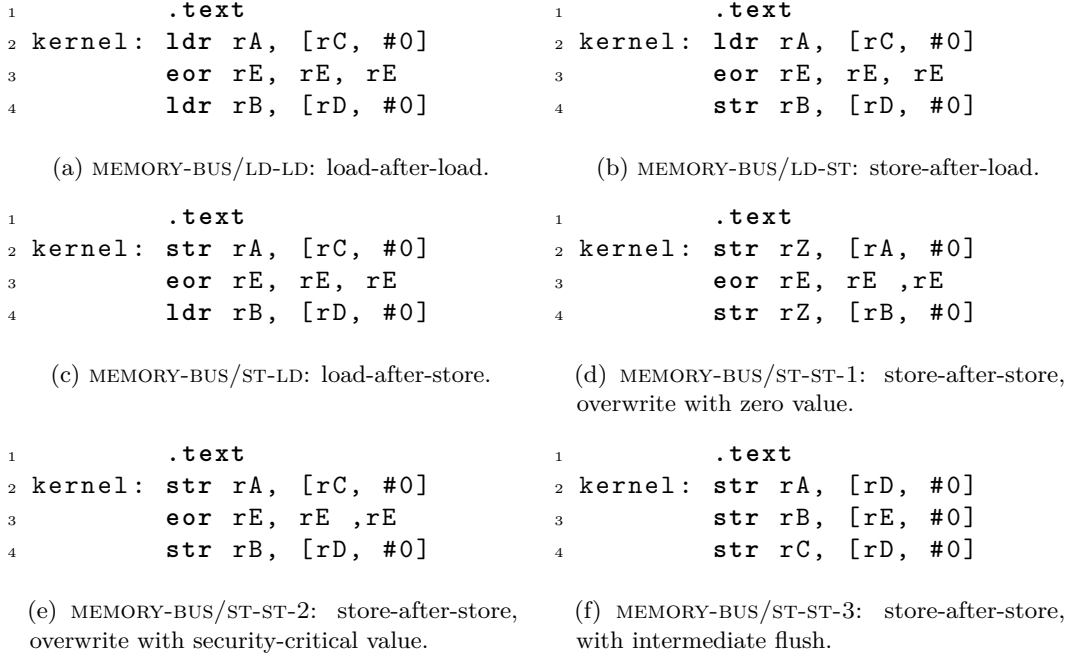 1 .text
2 kernel: ldr rA, [rC, #0]
3 eor rE, rE, rE
4 ldr rB, [rD, #0]
(a) MEMORY-BUS/LD-LD: load-after-load.
1 .text
2 kernel: ldr rA, [rC, #0]
3 eor rE, rE, rE
4 str rB, [rD, #0]
(b) MEMORY-BUS/LD-ST: store-after-load.
1 .text
2 kernel: str rA, [rC, #0]
3 eor rE, rE, rE
4 ldr rB, [rD, #0]
(c) MEMORY-BUS/ST-LD: load-after-store.
1 .text
2 kernel: str rZ, [rA, #0]
3 eor rE, rE ,rE
4 str rZ, [rB, #0]
(d) MEMORY-BUS/ST-ST-1: store-after-store,
overwrite with zero value.
1 .text
2 kernel: str rA, [rC, #0]
3 eor rE, rE ,rE
4 str rB, [rD, #0]
(e) MEMORY-BUS/ST-ST-2: store-after-store,
overwrite with security-critical value.
1 .text
2 kernel: str rA, [rD, #0]
3 str rB, [rE, #0]
4 str rC, [rD, #0]
(f) MEMORY-BUS/ST-ST-3: store-after-store,
with intermediate flush.